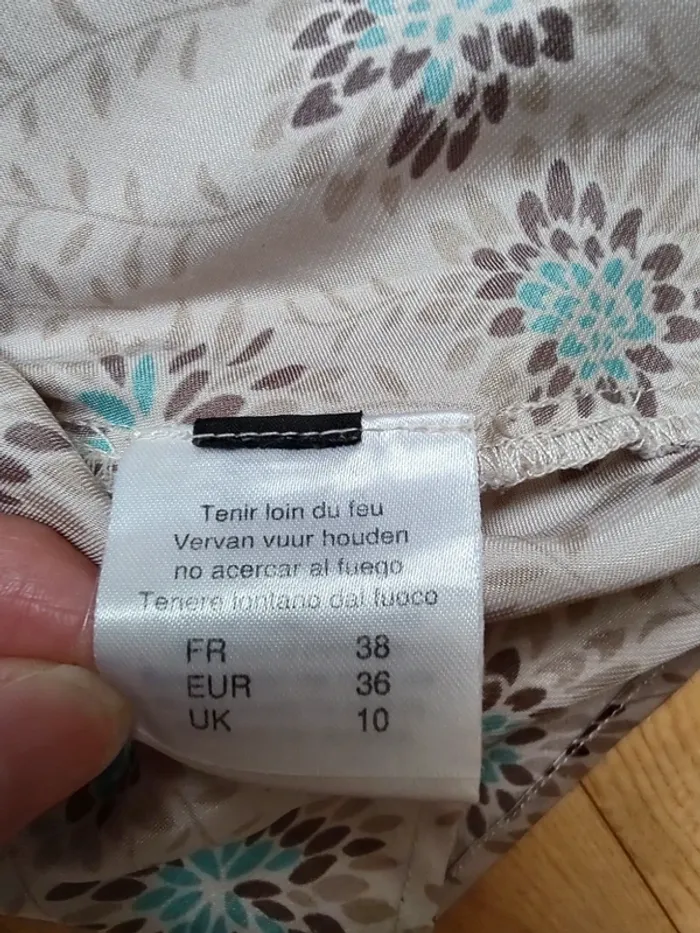 Tenir loin du feu
Vervan vuur houden
no acercar al fuego
Tenere lontano dal fuoco
FR 38
EUR 36
UK 10